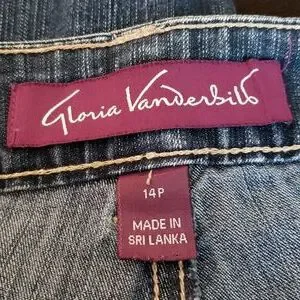 Gloria Vanderbilt
14P
MADE IN
SRI LANKA